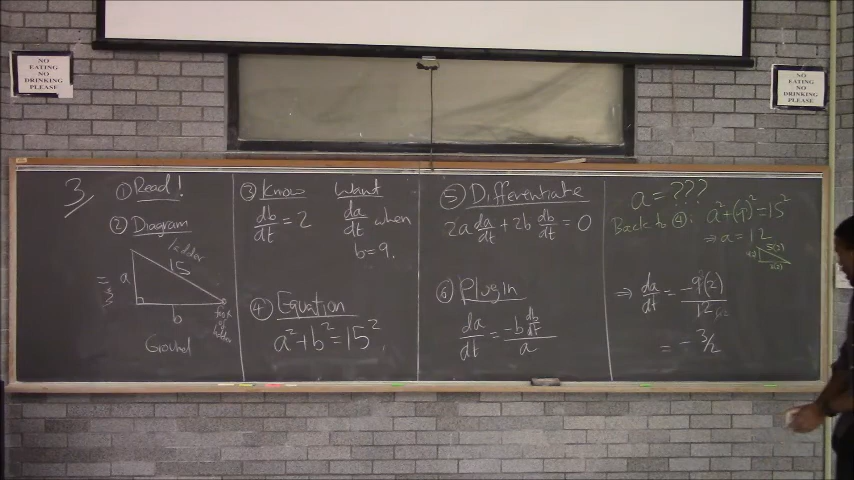 NO
EATING
NO
DRINKING
PLEASE
NO
EATING
NO
DRINKING
PLEASE
3
① Read!
② Diagram
ladder
15
a
b
foot
of
ladder
Ground
③ Know
db/dt = 2
Want
da/dt when
b = 9.
④ Equation
a² + b² = 15².
⑤ Differentiate
2a da/dt + 2b db/dt = 0
⑥ Plug in
da/dt = -b db/dt / a
a = ???
Back to ④: a² + (9)² = 15²
⇒ a = 12
⇒ da/dt = -9(2) / 12
= -3/2